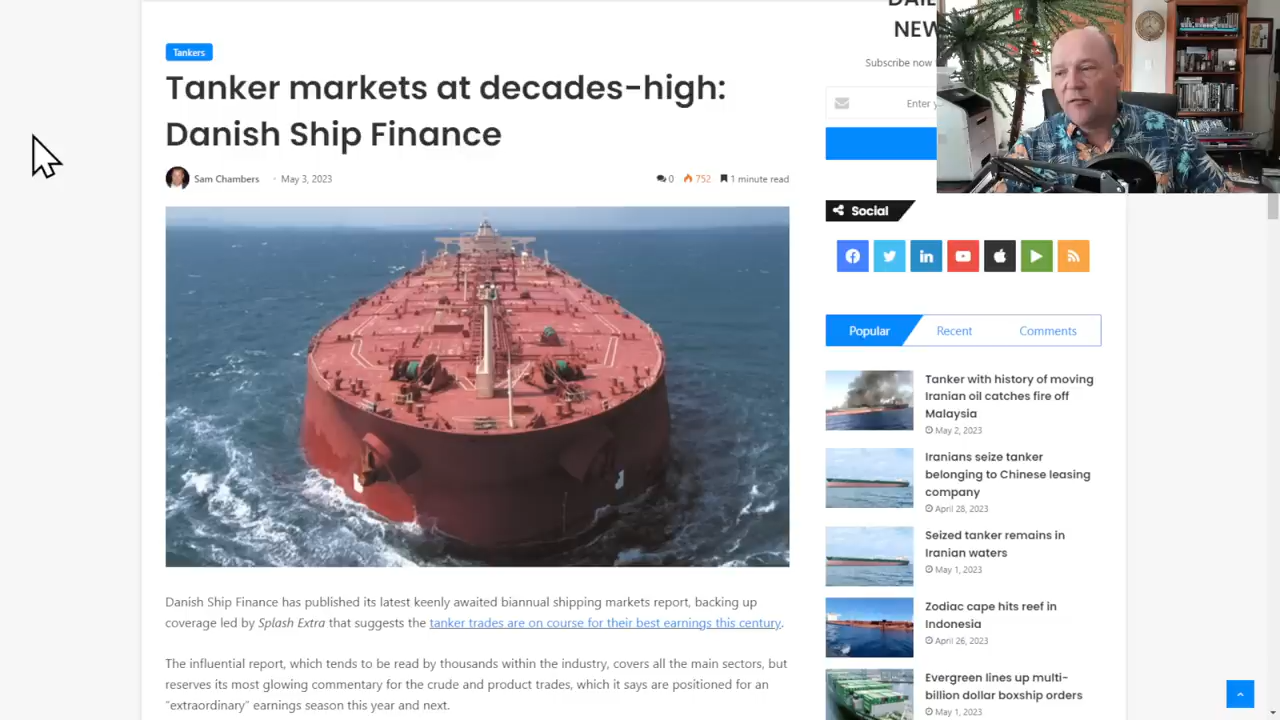 Tankers
Tanker markets at decades-high:
Danish Ship Finance
Sam Chambers
May 3, 2023
0
752
1 minute read
Danish Ship Finance has published its latest keenly awaited biannual shipping markets report, backing up
coverage led by Splash Extra that suggests the tanker trades are on course for their best earnings this century.
The influential report, which tends to be read by thousands within the industry, covers all the main sectors, but
reserves its most glowing commentary for the crude and product trades, which it says are positioned for an
"extraordinary" earnings season this year and next.
Subscribe now
Social
Popular
Recent
Comments
Tanker with history of moving
Iranian oil catches fire off
Malaysia
May 2, 2023
Iranians seize tanker
belonging to Chinese leasing
company
April 28, 2023
Seized tanker remains in
Iranian waters
May 1, 2023
Zodiac cape hits reef in
Indonesia
April 26, 2023
Evergreen lines up multi-
billion dollar boxship orders
May 1, 2023